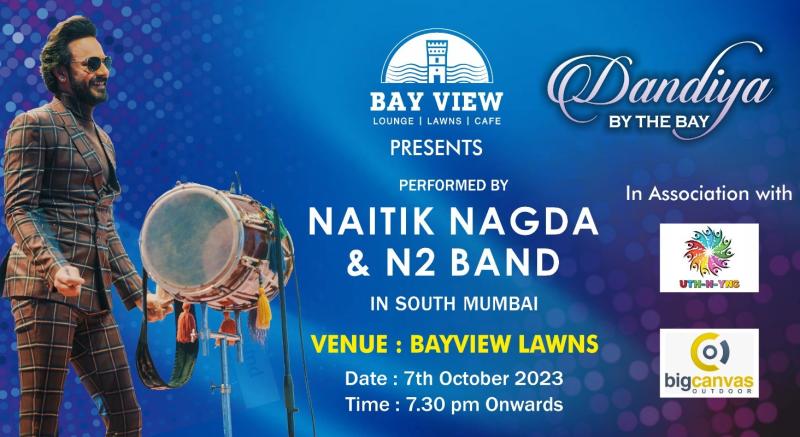 BAY VIEW
LOUNGE | LAWNS | CAFE
PRESENTS
Dandiya
BY THE BAY
PERFORMED BY
NAITIK NAGDA
& N2 BAND
IN SOUTH MUMBAI
VENUE : BAYVIEW LAWNS
Date : 7th October 2023
Time : 7.30 pm Onwards
In Association with
UTH-N-YNG
bigcanvas
OUTDOOR